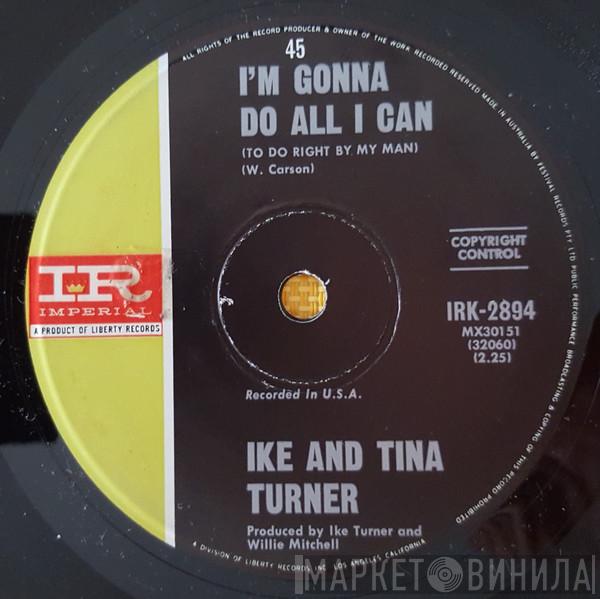 ALL RIGHTS OF THE RECORD PRODUCER & OWNER OF THE WORK RECORDED RESERVED MADE IN AUSTRALIA BY FESTIVAL RECORDS PTY LTD PUBLIC PERFORMANCE BROADCASTING & COPYING OF THIS RECORD PROHIBITED
45
I'M GONNA
DO ALL I CAN
(TO DO RIGHT BY MY MAN)
(W. Carson)
COPYRIGHT
CONTROL
IR
IMPERIAL
A PRODUCT OF LIBERTY RECORDS
IRK-2894
MX30151
(32060)
(2.25)
Recorded In U.S.A.
IKE AND TINA
TURNER
Produced by Ike Turner and
Willie Mitchell
A DIVISION OF LIBERTY RECORDS INC. LOS ANGELES, CALIFORNIA
МАРКЕТ ВИНИЛА